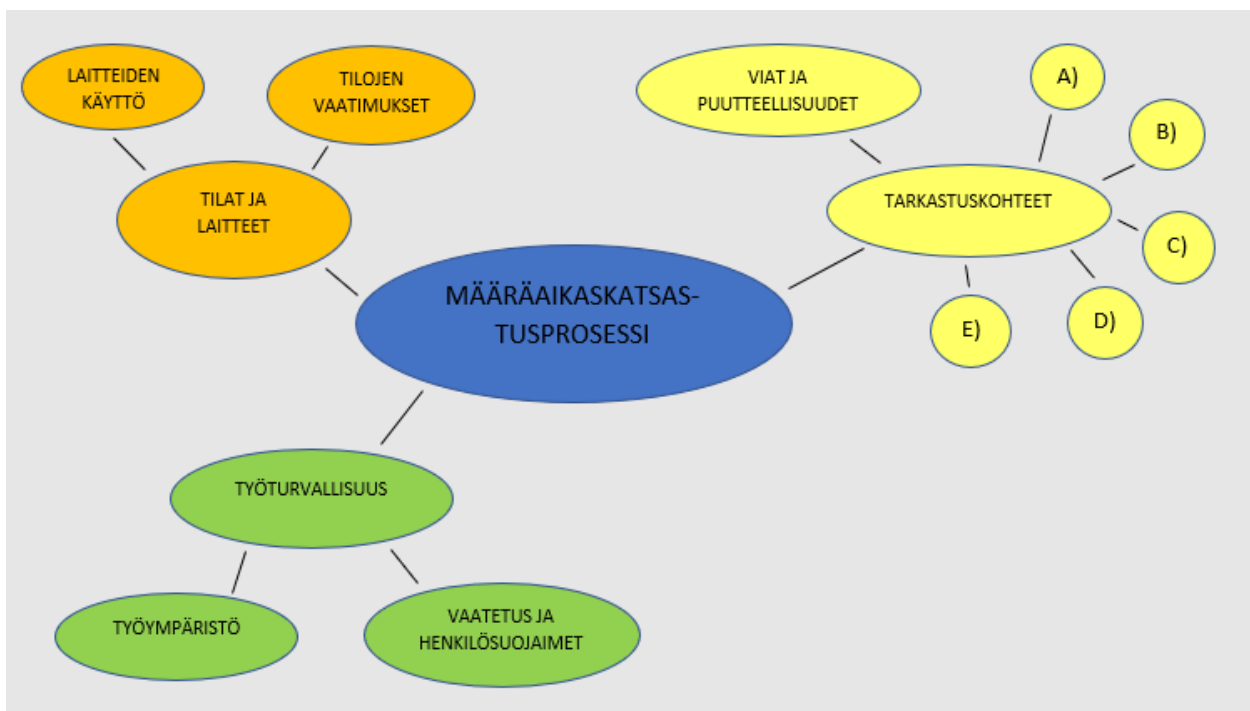 LAITTEIDEN
KÄYTTÖ
TILOJEN
VAATIMUKSET
TILAT JA
LAITTEET
VIAT JA
PUUTTEELLISUUDET
A)
B)
TARKASTUSKOHTEET
C)
D)
E)
MÄÄRÄAIKASKATSAS-
TUSPROSESSI
TYÖTURVALLISUUS
TYÖYMPÄRISTÖ
VAATETUS JA
HENKILÖSUOJAIMET